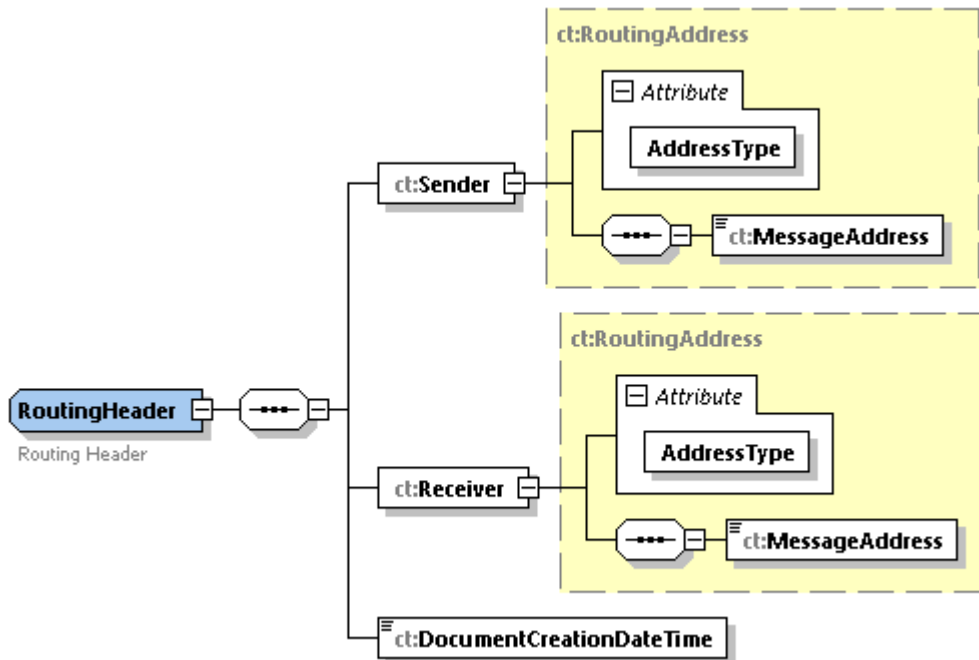 ct:RoutingAddress
Attribute
AddressType
ct:Sender
ct:MessageAddress
ct:RoutingAddress
Attribute
RoutingHeader
Routing Header
AddressType
ct:Receiver
ct:MessageAddress
ct:DocumentCreationDateTime